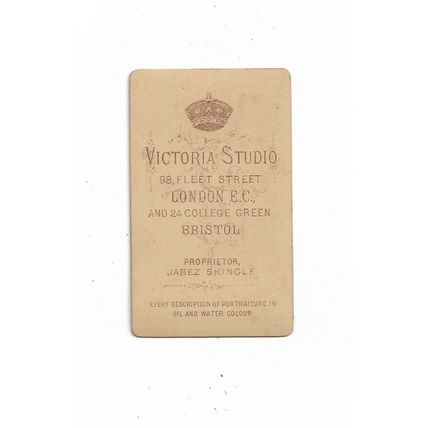 VICTORIA STUDIO
98, FLEET STREET
LONDON E.C.,
AND 24 COLLEGE GREEN
BRISTOL
PROPRIETOR,
JABEZ SKINGLE
EVERY DESCRIPTION OF PORTRAITURE IN
OIL AND WATER COLOUR